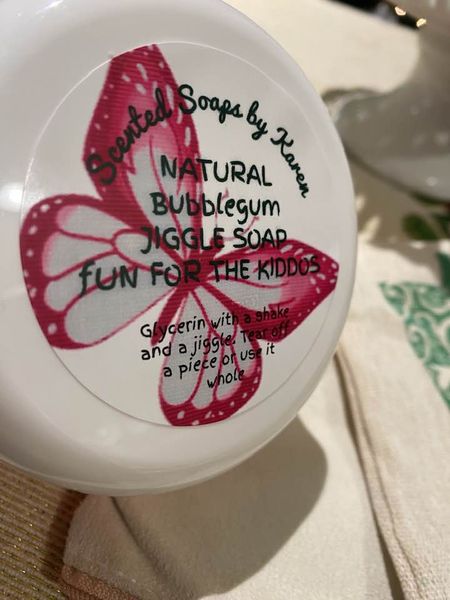 Scented Soaps by Karen
NATURAL
Bubblegum
JIGGLE SOAP
FUN FOR THE KIDDOS
Glycerin with a shake
and a jiggle. Tear off
a piece or use it
whole